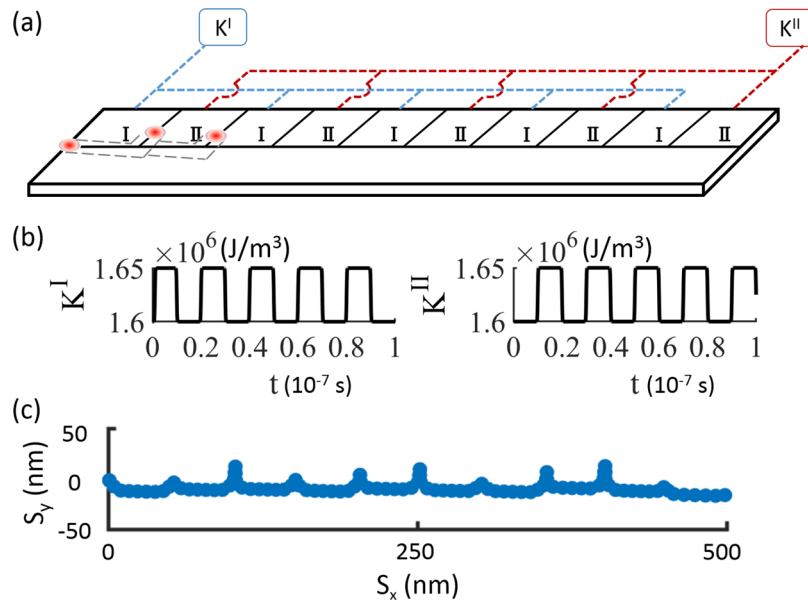 (a)
K^I
K^II
I II I II I II I II I II
(b)
×10^6 (J/m^3)
×10^6 (J/m^3)
1.65
1.65
K^I
K^II
1.6
1.6
0 0.2 0.4 0.6 0.8 1
0 0.2 0.4 0.6 0.8 1
t (10^-7 s)
t (10^-7 s)
(c)
50
S_y (nm)
0
-50
0 250 500
S_x (nm)